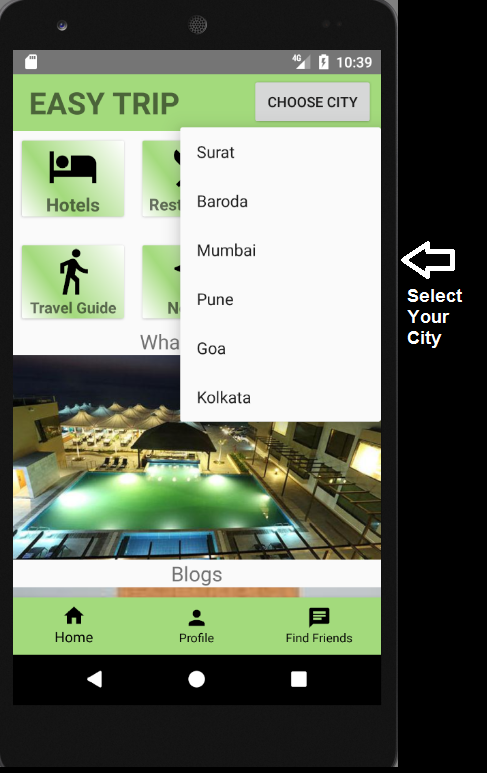 4G 10:39
EASY TRIP
CHOOSE CITY
Surat
Baroda
Mumbai
Pune
Goa
Kolkata
Hotels
Rest
Travel Guide
N
Wha
Blogs
Home
Profile
Find Friends
Select
Your
City